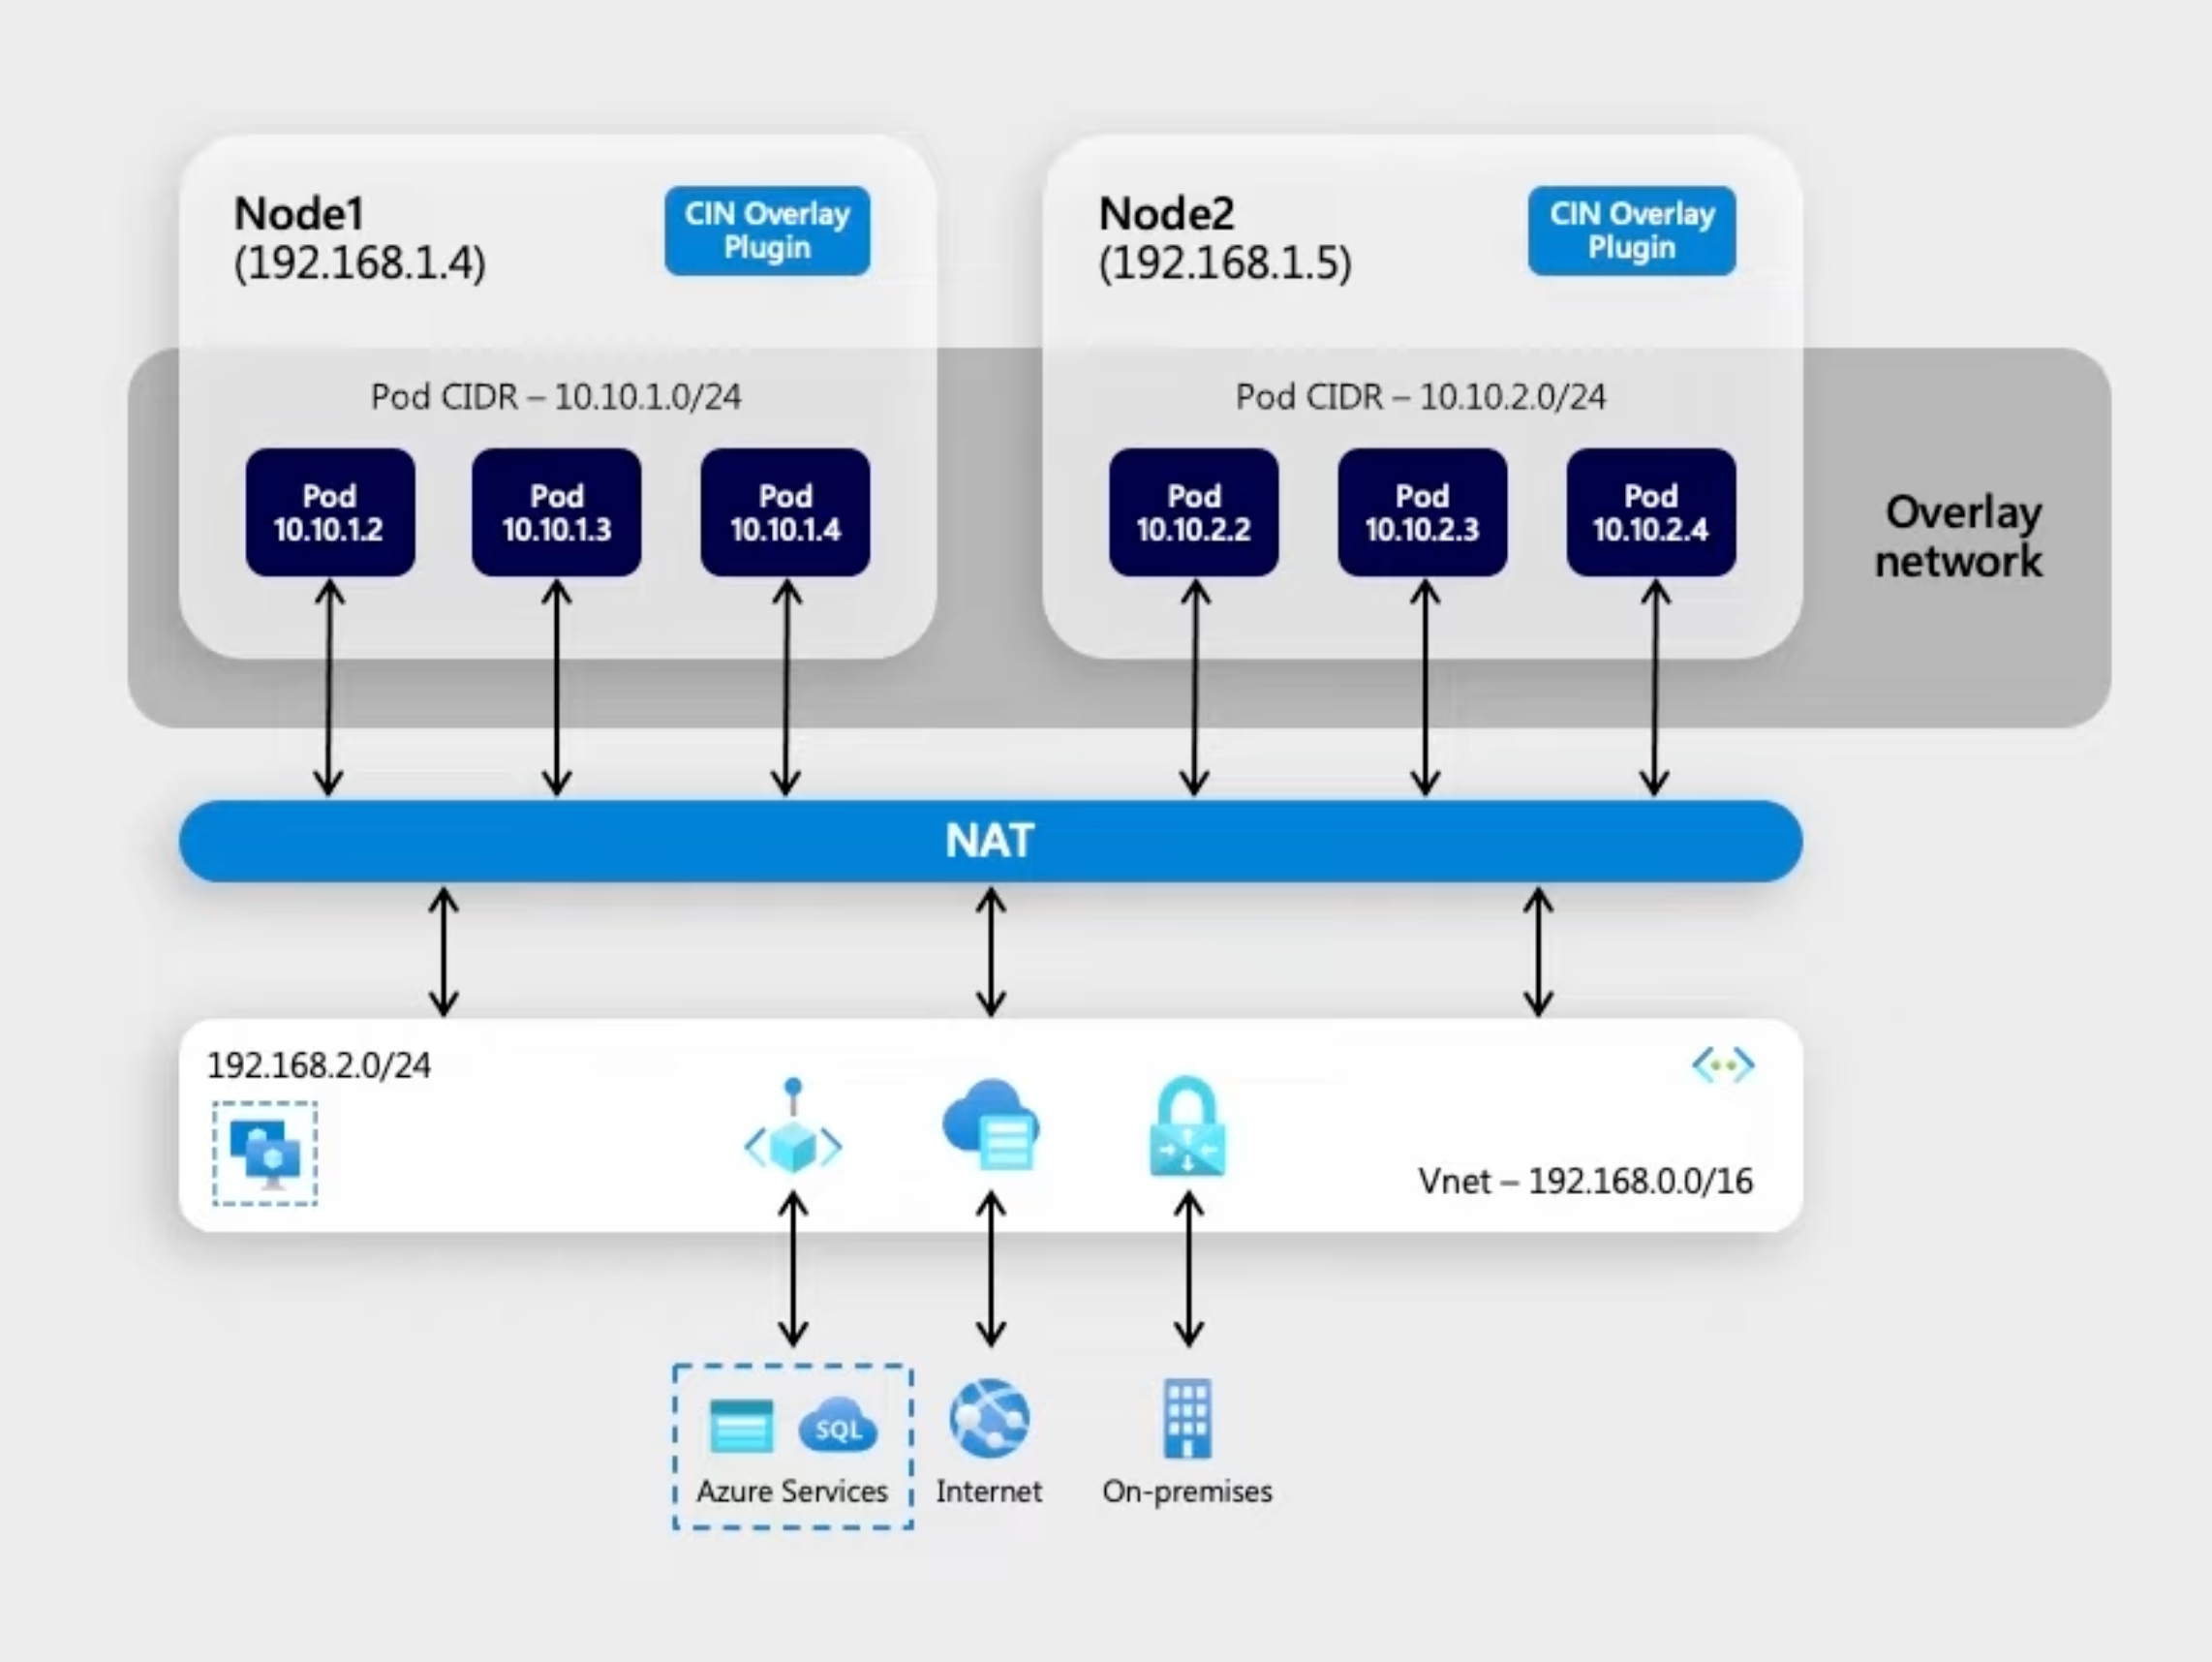 Node1
(192.168.1.4)
CIN Overlay
Plugin
Node2
(192.168.1.5)
CIN Overlay
Plugin
Pod CIDR – 10.10.1.0/24
Pod CIDR – 10.10.2.0/24
Pod
10.10.1.2
Pod
10.10.1.3
Pod
10.10.1.4
Pod
10.10.2.2
Pod
10.10.2.3
Pod
10.10.2.4
Overlay
network
NAT
192.168.2.0/24
Vnet – 192.168.0.0/16
SQL
Azure Services
Internet
On-premises